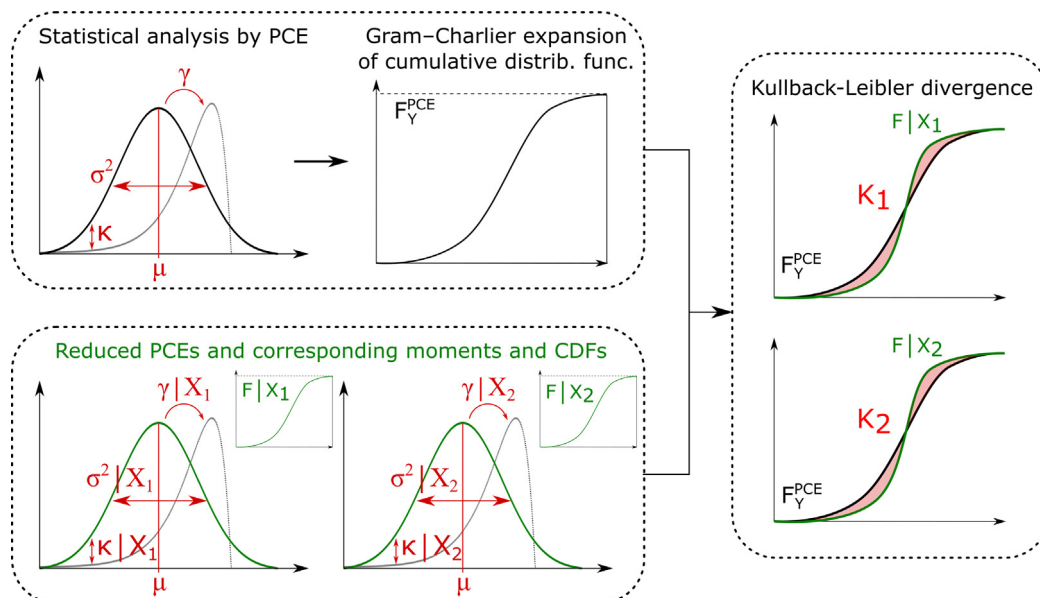 Statistical analysis by PCE
γ
σ²
κ
μ
Gram–Charlier expansion
of cumulative distrib. func.
F_Y^PCE
Reduced PCEs and corresponding moments and CDFs
γ|X₁
F|X₁
σ²|X₁
κ|X₁
μ
γ|X₂
F|X₂
σ²|X₂
κ|X₂
μ
Kullback-Leibler divergence
F|X₁
K₁
F_Y^PCE
F|X₂
K₂
F_Y^PCE